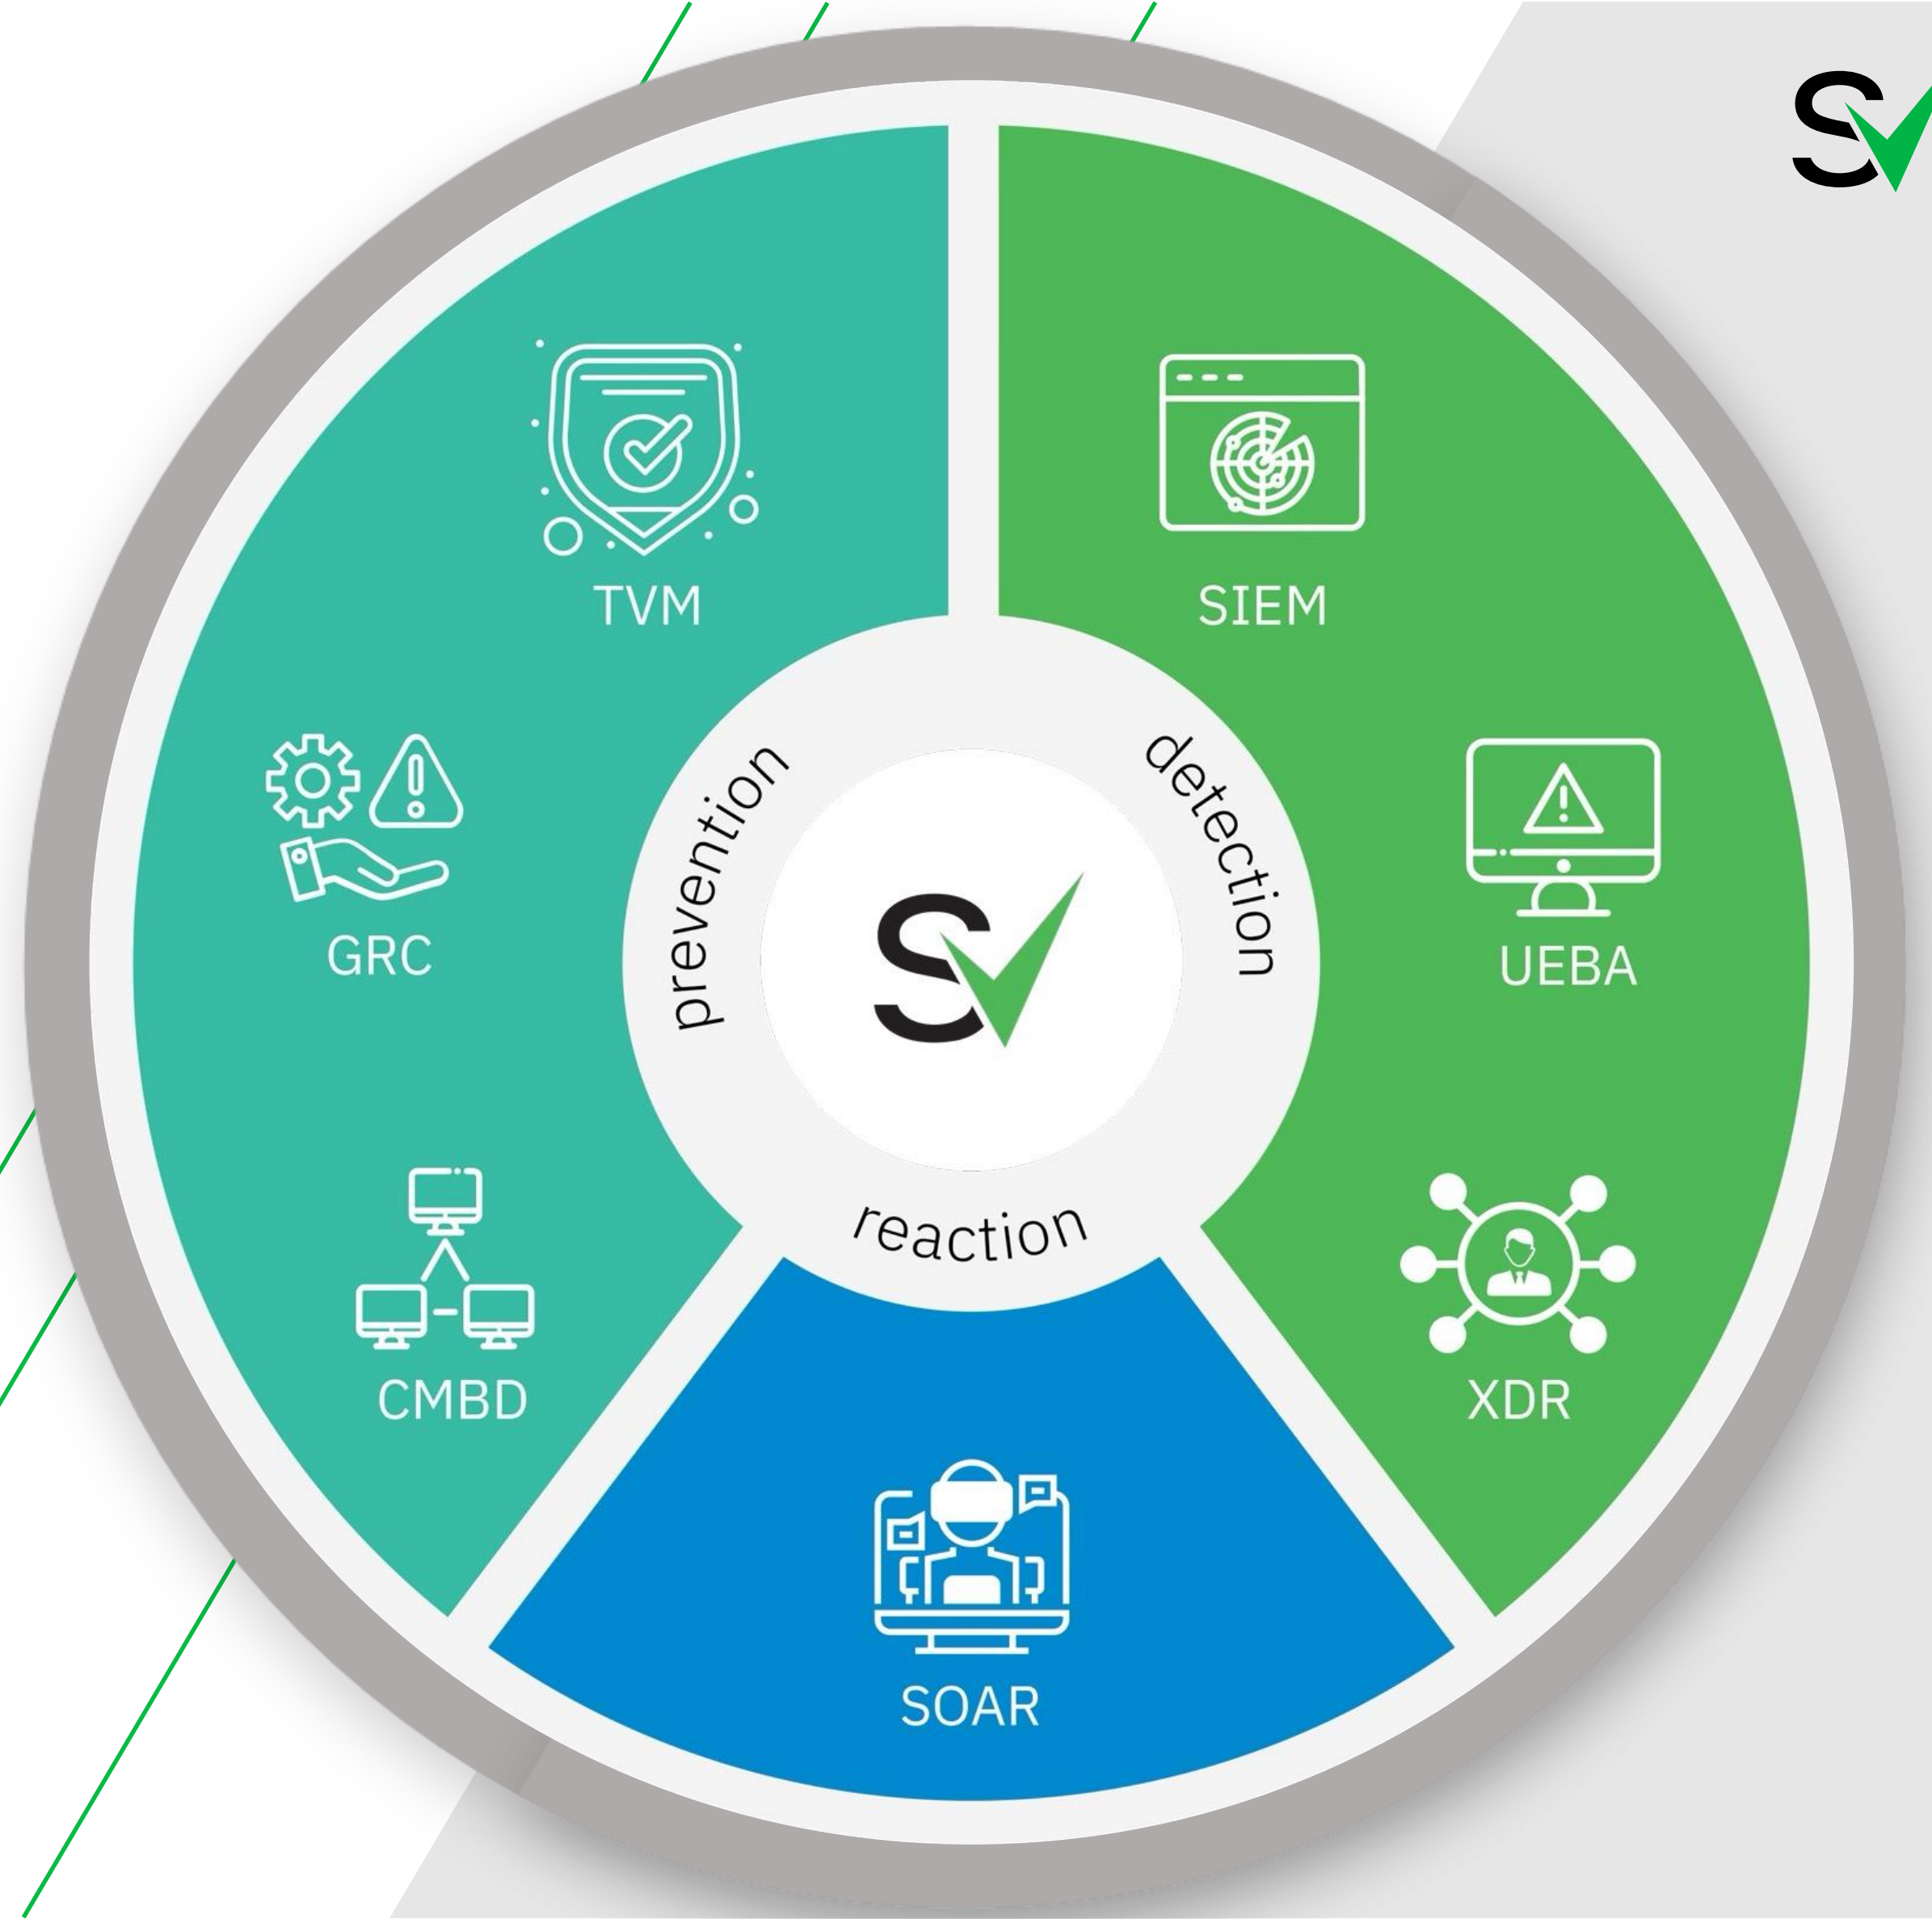 TVM
SIEM
prevention
detection
GRC
UEBA
reaction
CMBD
XDR
SOAR
S
S